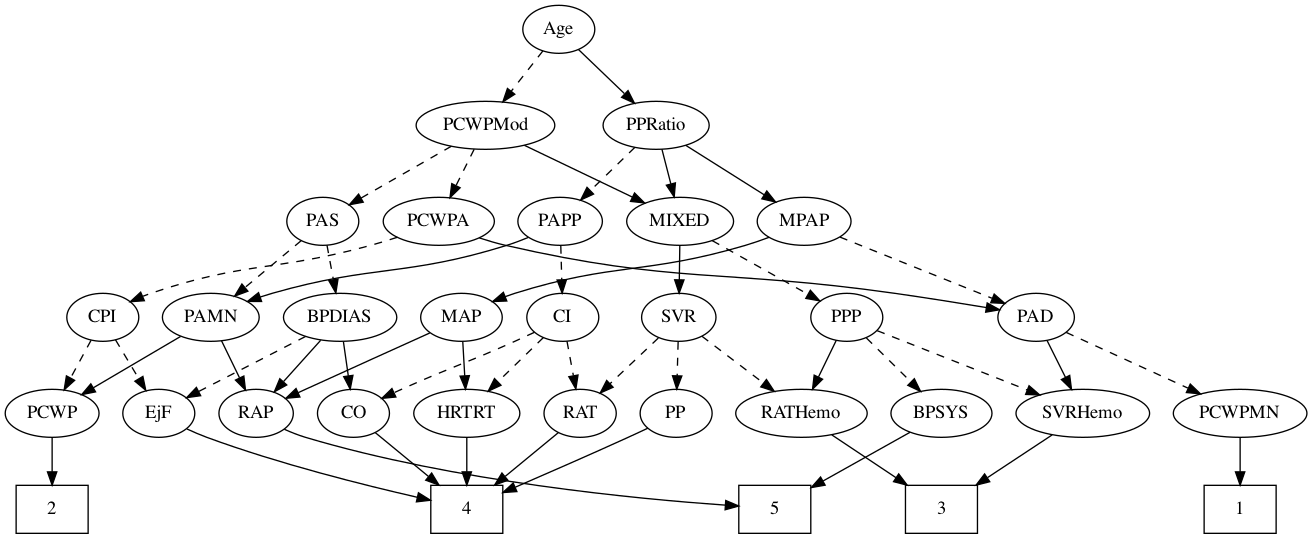 Age
PCWPMod
PPRatio
PAS
PCWPA
PAPP
MIXED
MPAP
CPI
PAMN
BPDIAS
MAP
CI
SVR
PPP
PAD
PCWP
EjF
RAP
CO
HRTRT
RAT
PP
RATHemo
BPSYS
SVRHemo
PCWPMN
2
4
5
3
1